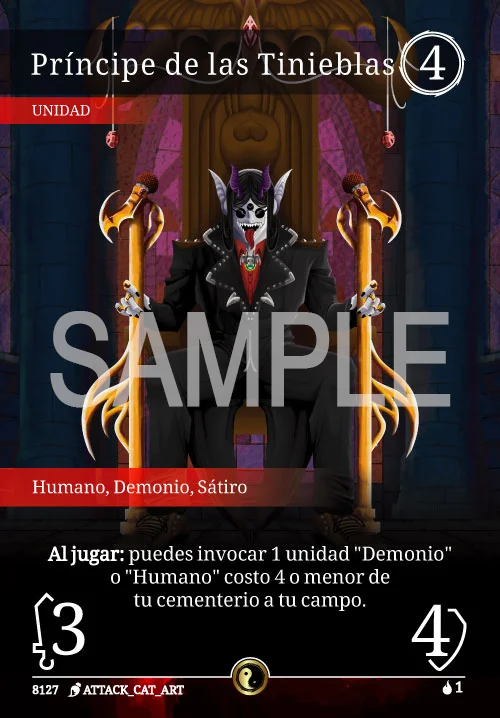 Príncipe de las Tinieblas 4
UNIDAD
SAMPLE
Humano, Demonio, Sátiro
Al jugar: puedes invocar 1 unidad "Demonio"
o "Humano" costo 4 o menor de
tu cementerio a tu campo.
3 4
8127 ATTACK_CAT_ART 1